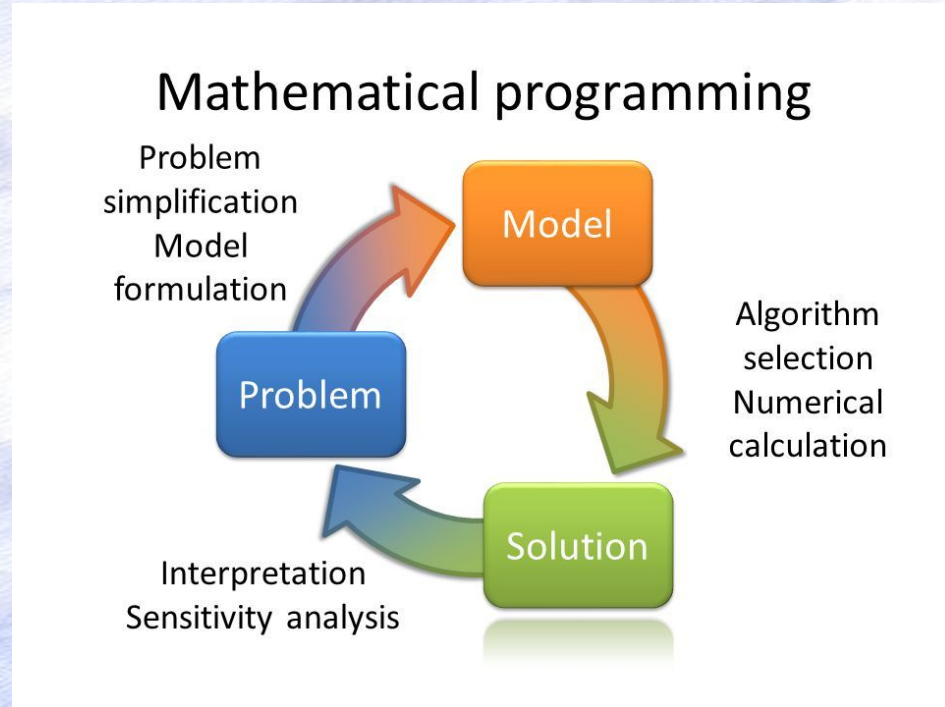 Mathematical programming
Problem
simplification
Model
formulation
Model
Algorithm
selection
Numerical
calculation
Problem
Solution
Interpretation
Sensitivity analysis